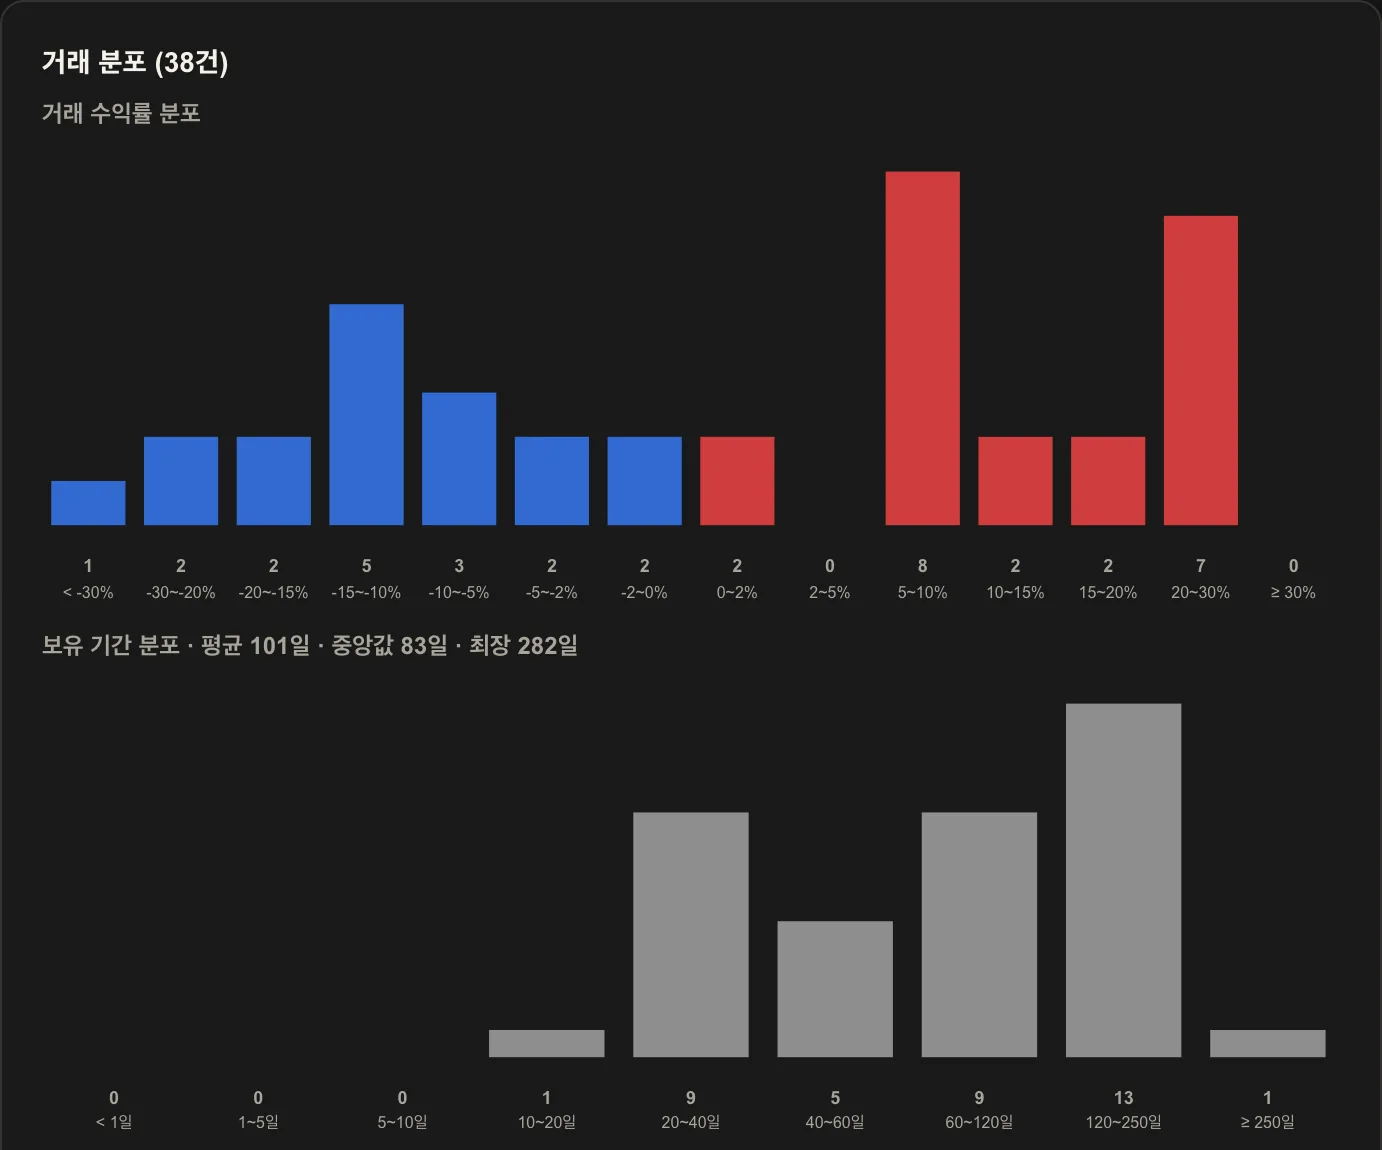 거래 분포 (38건)
거래 수익률 분포
1 2 2 5 3 2 2 2 0 8 2 2 7 0
< -30% -30~-20% -20~-15% -15~-10% -10~-5% -5~-2% -2~0% 0~2% 2~5% 5~10% 10~15% 15~20% 20~30% ≥ 30%
보유 기간 분포 · 평균 101일 · 중앙값 83일 · 최장 282일
0 0 0 1 9 5 9 13 1
< 1일 1~5일 5~10일 10~20일 20~40일 40~60일 60~120일 120~250일 ≥ 250일